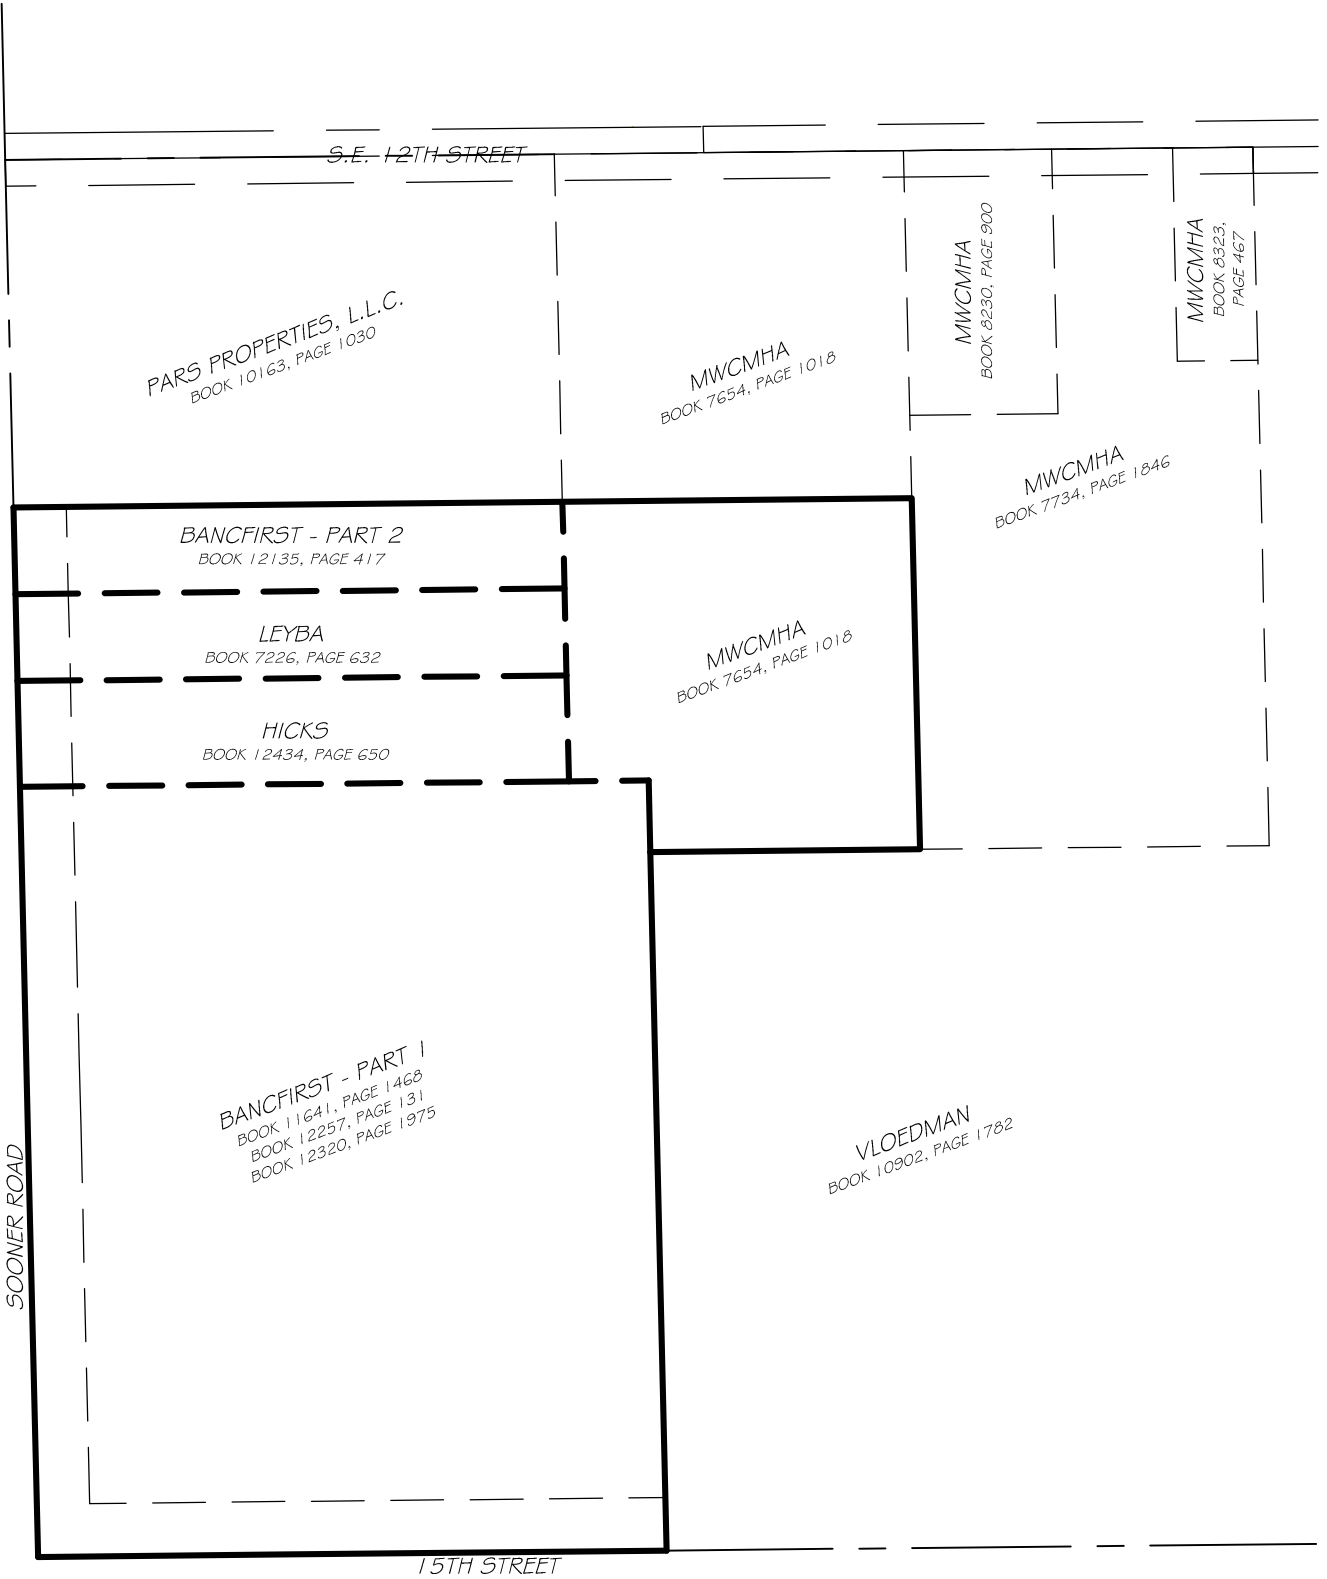 S.E. 12TH STREET
PARS PROPERTIES, L.L.C.
BOOK 10163, PAGE 1030
MWCMHA
BOOK 7654, PAGE 1018
MWCMHA
BOOK 8230, PAGE 900
MWCMHA
BOOK 8323,
PAGE 467
MWCMHA
BOOK 7734, PAGE 1846
BANCFIRST - PART 2
BOOK 12135, PAGE 417
LEYBA
BOOK 7226, PAGE 632
HICKS
BOOK 12434, PAGE 650
MWCMHA
BOOK 7654, PAGE 1018
BANCFIRST - PART 1
BOOK 11641, PAGE 1468
BOOK 12257, PAGE 131
BOOK 12320, PAGE 1975
VLOEDMAN
BOOK 10902, PAGE 1782
SOONER ROAD
15TH STREET